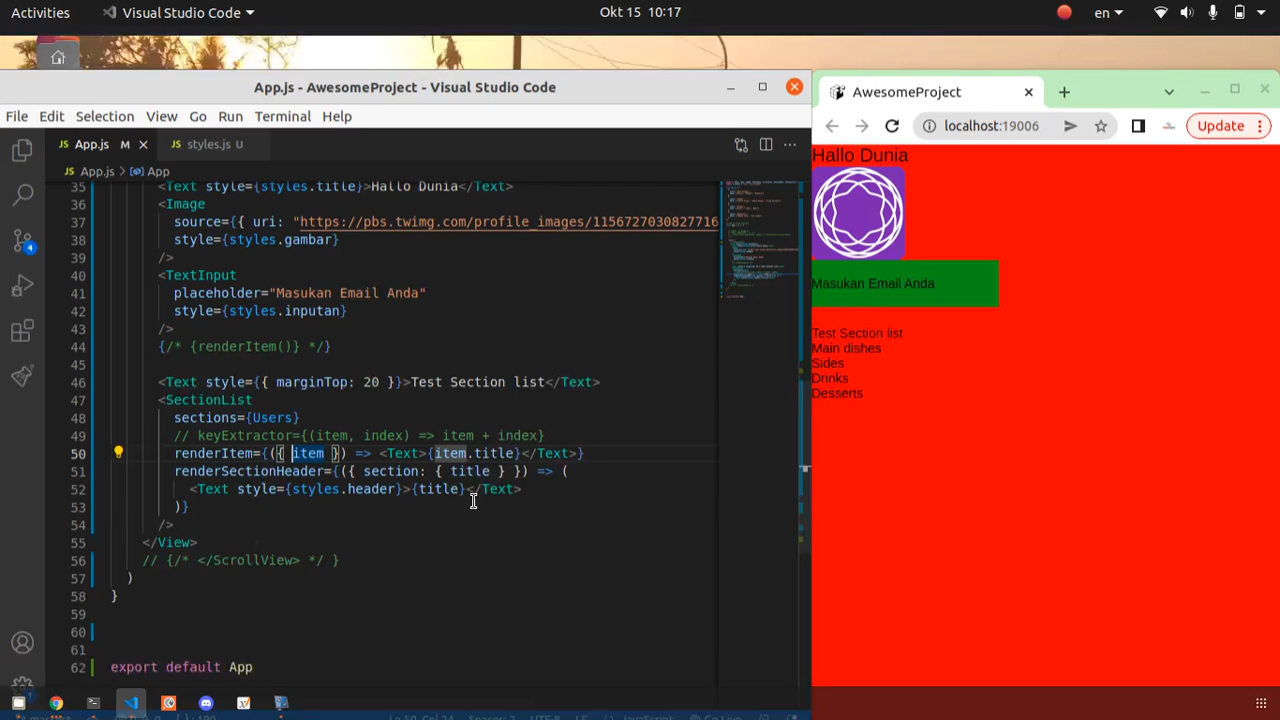 Activities
Visual Studio Code
Okt 15 10:17
en
App.js - AwesomeProject - Visual Studio Code
File Edit Selection View Go Run Terminal Help
App.js M
styles.js U
App.js > App
35 <Text style={styles.title}>Hallo Dunia</Text>
36 <Image
37 source={{ uri: "https://pbs.twimg.com/profile_images/1156727030827716
38 style={styles.gambar}
39 />
40 <TextInput
41 placeholder="Masukan Email Anda"
42 style={styles.inputan}
43 />
44 {/* {renderItem()} */}
45
46 <Text style={{ marginTop: 20 }}>Test Section list</Text>
47 <SectionList
48 sections={Users}
49 // keyExtractor={(item, index) => item + index}
50 renderItem={({ item }) => <Text>{item.title}</Text>}
51 renderSectionHeader={({ section: { title } }) => (
52 <Text style={styles.header}>{title}</Text>
53 )}
54 />
55 </View>
56 // {/* </ScrollView> */ }
57 )
58 }
59
60
61
62 export default App
4
1
AwesomeProject
localhost:19006
Update
Hallo Dunia
Masukan Email Anda
Test Section list
Main dishes
Sides
Drinks
Desserts